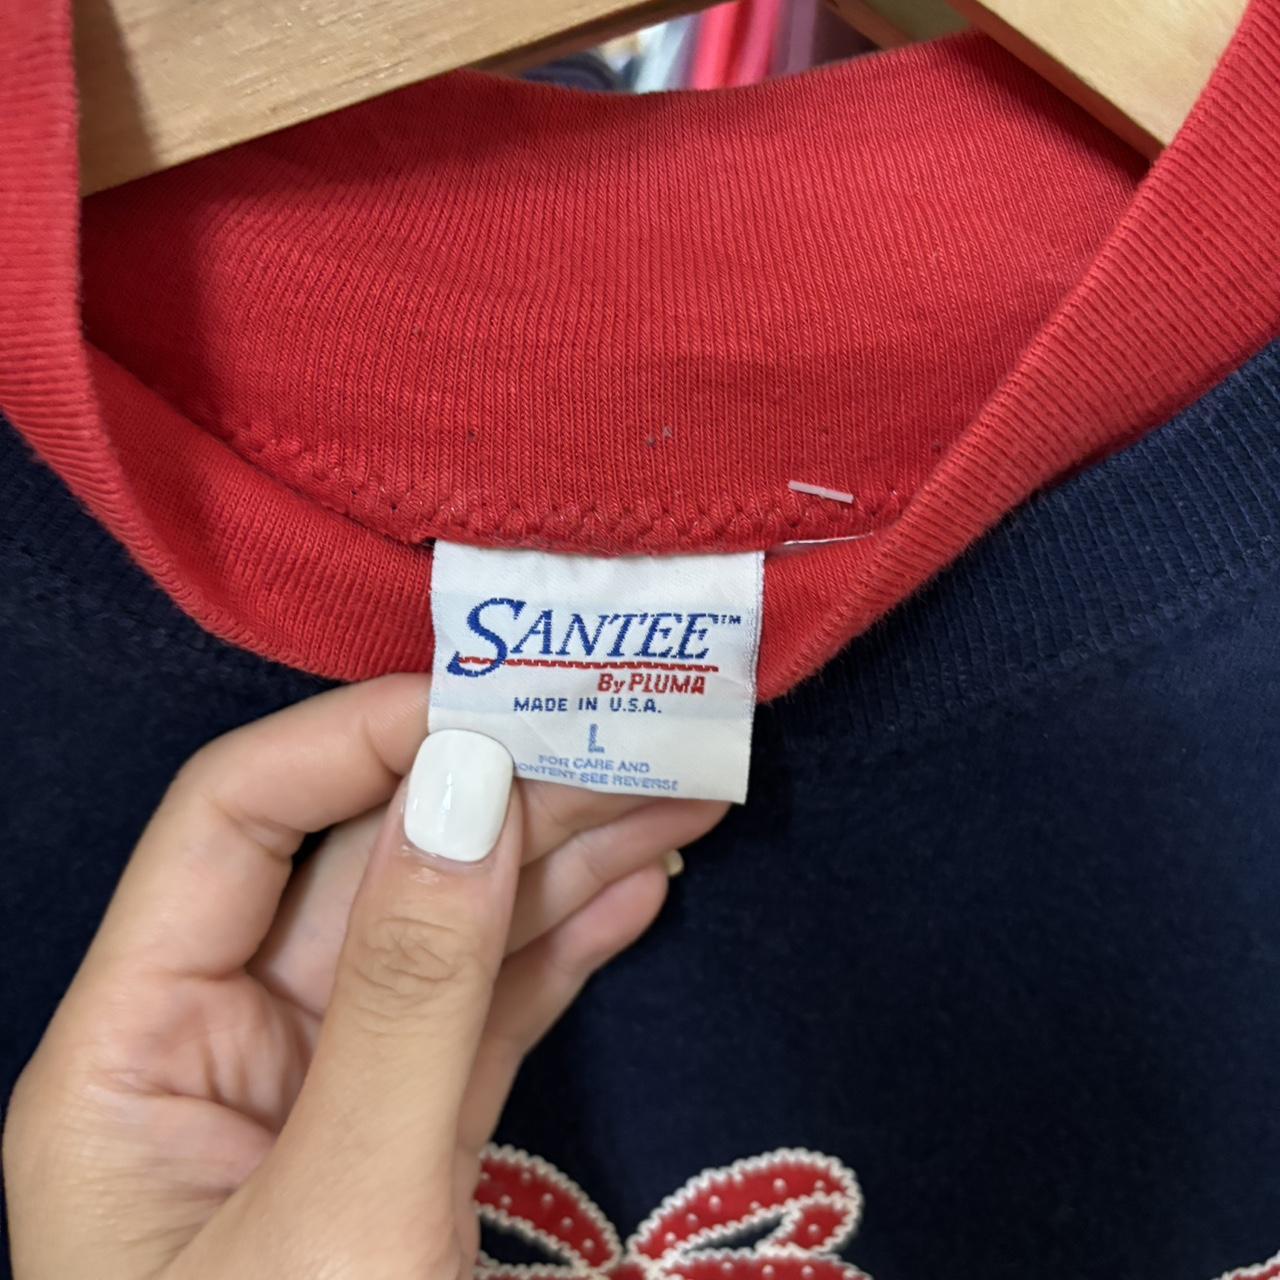 SANTEE™
By PLUMA
MADE IN U.S.A.
L
FOR CARE AND
CONTENT SEE REVERSE